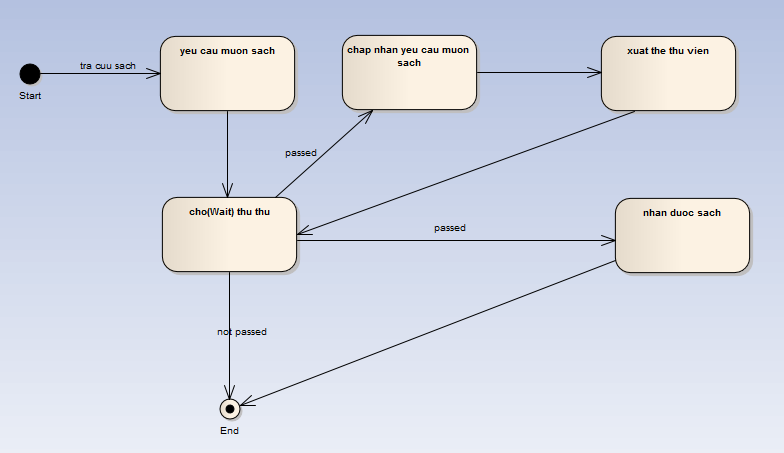 yeu cau muon sach
chap nhan yeu cau muon
sach
xuat the thu vien
tra cuu sach
Start
passed
cho(Wait) thu thu
nhan duoc sach
passed
not passed
End